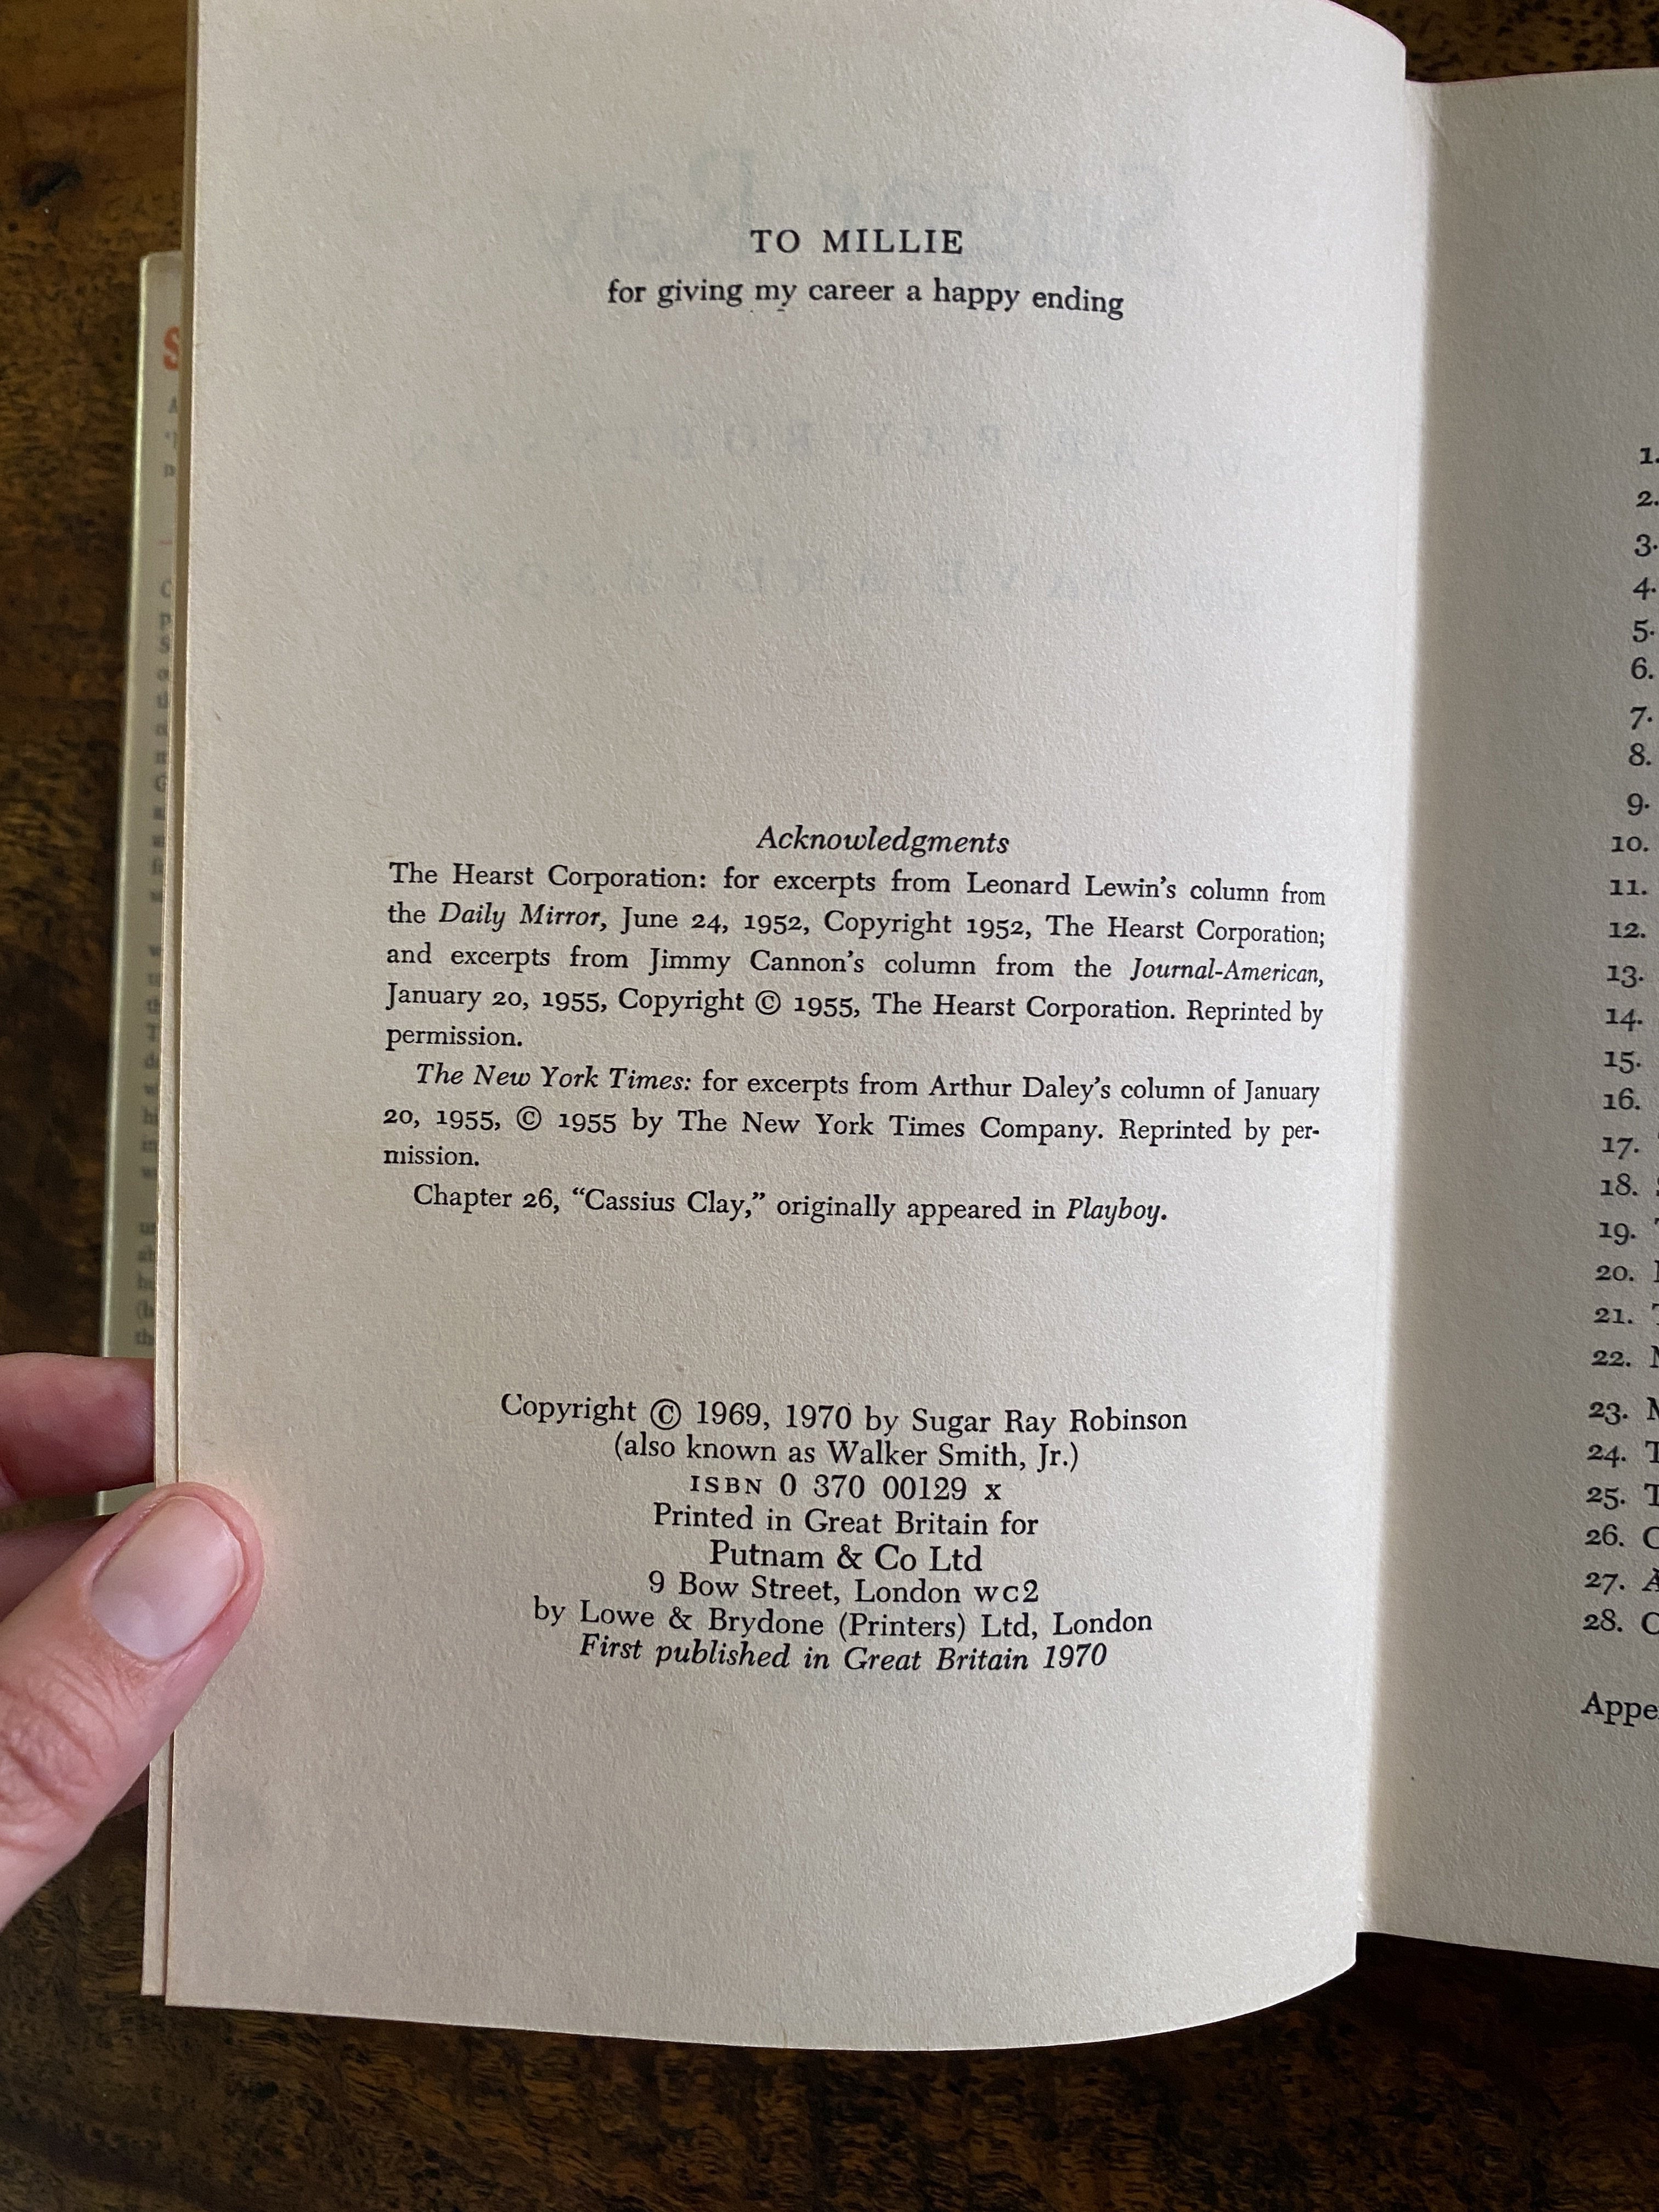 TO MILLIE
for giving my career a happy ending
Acknowledgments
The Hearst Corporation: for excerpts from Leonard Lewin's column from
the Daily Mirror, June 24, 1952, Copyright 1952, The Hearst Corporation;
and excerpts from Jimmy Cannon's column from the Journal-American,
January 20, 1955, Copyright © 1955, The Hearst Corporation. Reprinted by
permission.
The New York Times: for excerpts from Arthur Daley's column of January
20, 1955, © 1955 by The New York Times Company. Reprinted by per-
mission.
Chapter 26, “Cassius Clay,” originally appeared in Playboy.
Copyright © 1969, 1970 by Sugar Ray Robinson
(also known as Walker Smith, Jr.)
ISBN 0 370 00129 x
Printed in Great Britain for
Putnam & Co Ltd
9 Bow Street, London WC2
by Lowe & Brydone (Printers) Ltd, London
First published in Great Britain 1970
1.
2.
3.
4.
5.
6.
7.
8.
9.
10.
11.
12.
13.
14.
15.
16.
17.
18.
19.
20.
21.
22.
23.
24.
25.
26.
27.
28.